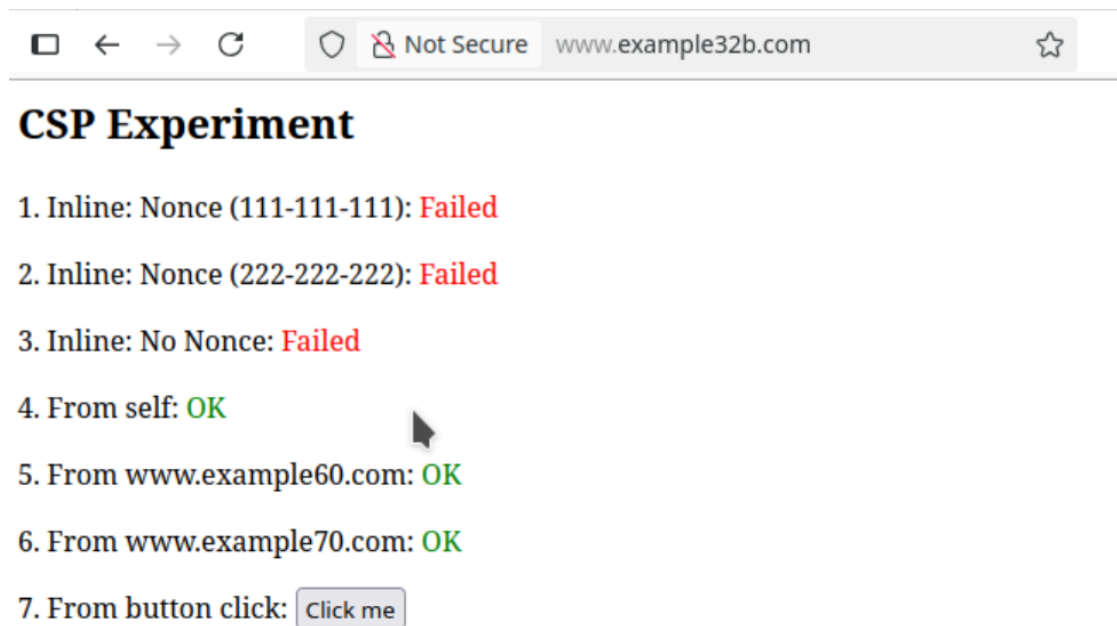 Not Secure www.example32b.com
CSP Experiment
1. Inline: Nonce (111-111-111): Failed
2. Inline: Nonce (222-222-222): Failed
3. Inline: No Nonce: Failed
4. From self: OK
5. From www.example60.com: OK
6. From www.example70.com: OK
7. From button click: Click me